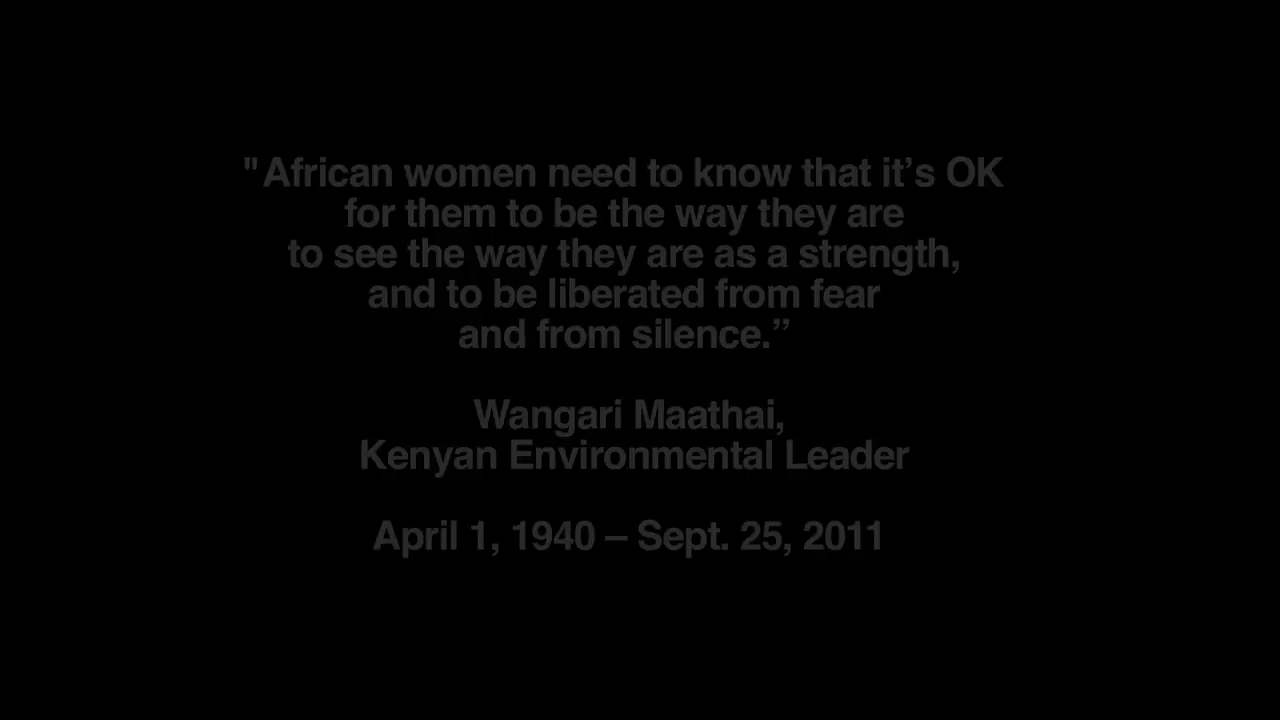 "African women need to know that it’s OK
for them to be the way they are
to see the way they are as a strength,
and to be liberated from fear
and from silence.”
Wangari Maathai,
Kenyan Environmental Leader
April 1, 1940 – Sept. 25, 2011